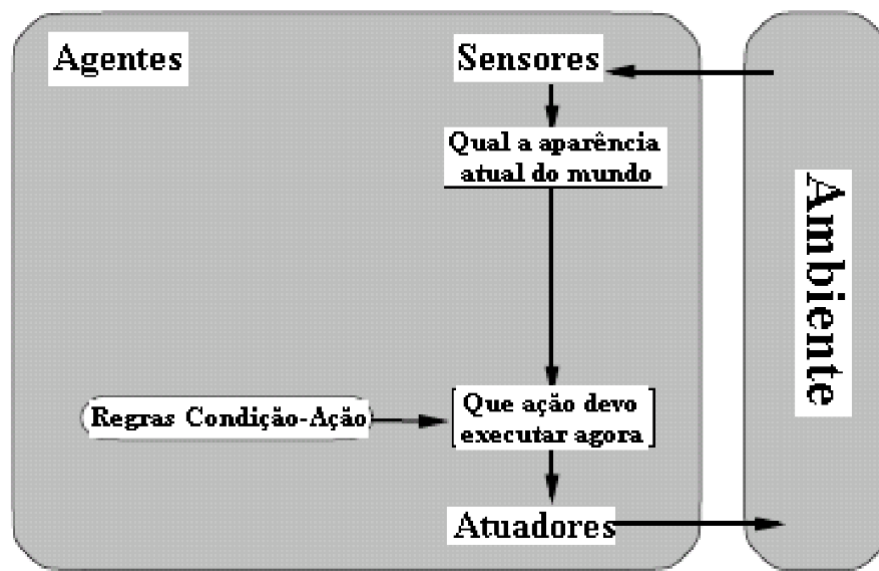 Agentes
Sensores
Qual a aparência
atual do mundo
Ambiente
Regras Condição-Ação
Que ação devo
executar agora
Atuadores